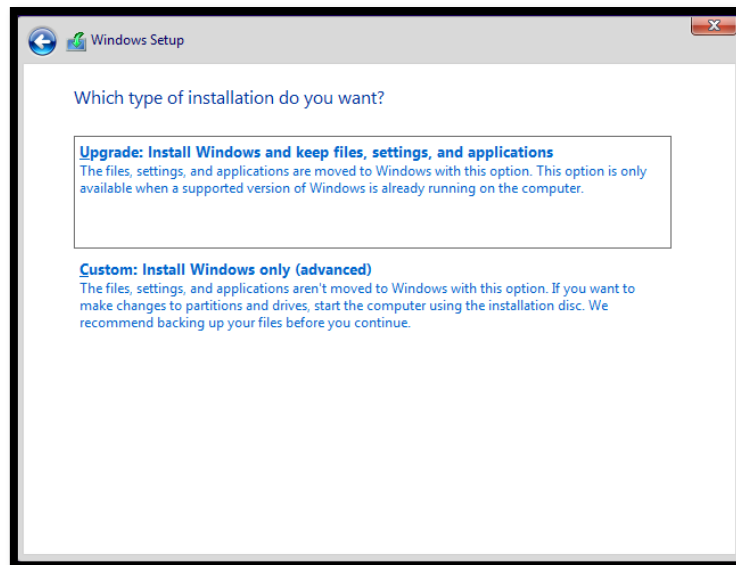 Windows Setup
Which type of installation do you want?
Upgrade: Install Windows and keep files, settings, and applications
The files, settings, and applications are moved to Windows with this option. This option is only
available when a supported version of Windows is already running on the computer.
Custom: Install Windows only (advanced)
The files, settings, and applications aren't moved to Windows with this option. If you want to
make changes to partitions and drives, start the computer using the installation disc. We
recommend backing up your files before you continue.